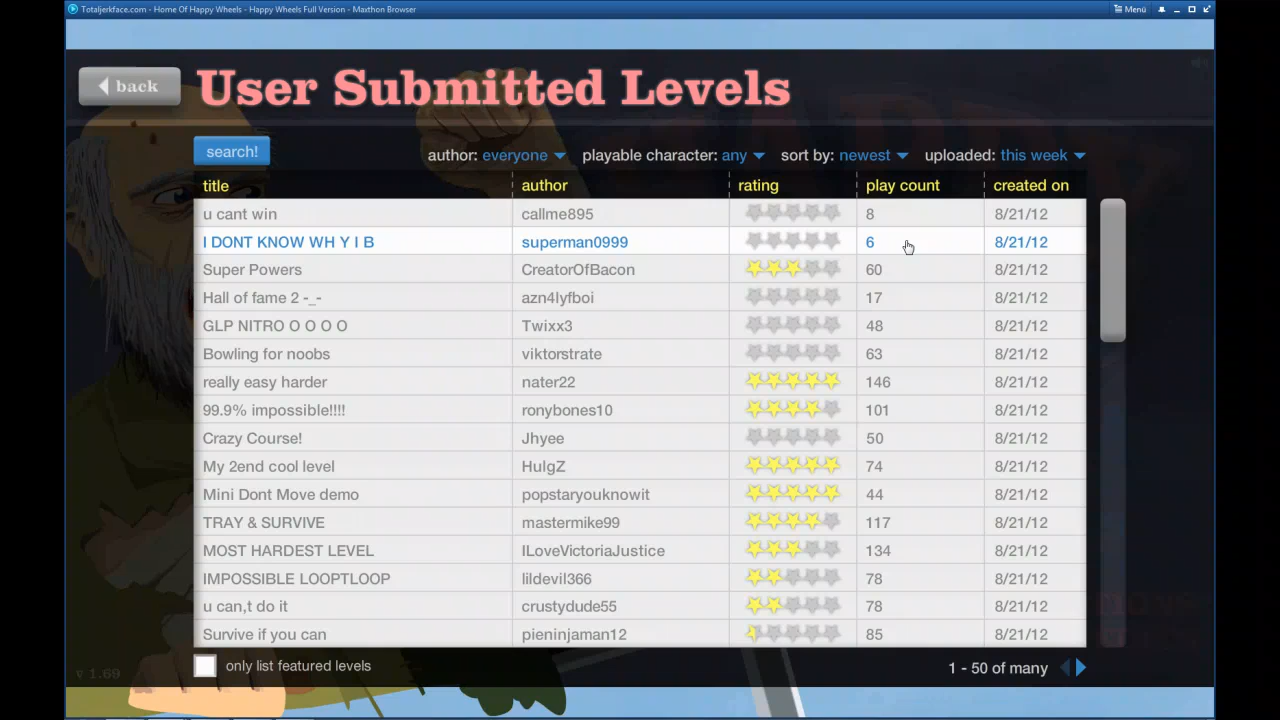 Totaljerkface.com - Home Of Happy Wheels - Happy Wheels Full Version - Maxthon Browser Menü
back User Submitted Levels
search! author: everyone playable character: any sort by: newest uploaded: this week
title author rating play count created on
u cant win callme895 8 8/21/12
I DONT KNOW WH Y I B superman0999 6 8/21/12
Super Powers CreatorOfBacon 60 8/21/12
Hall of fame 2 -_- azn4lyfboi 17 8/21/12
GLP NITRO O O O O Twixx3 48 8/21/12
Bowling for noobs viktorstrate 63 8/21/12
really easy harder nater22 146 8/21/12
99.9% impossible!!!! ronybones10 101 8/21/12
Crazy Course! Jhyee 50 8/21/12
My 2end cool level HulgZ 74 8/21/12
Mini Dont Move demo popstaryouknowit 44 8/21/12
TRAY & SURVIVE mastermike99 117 8/21/12
MOST HARDEST LEVEL ILoveVictoriaJustice 134 8/21/12
IMPOSSIBLE LOOPTLOOP lildevil366 78 8/21/12
u can,t do it crustydude55 78 8/21/12
Survive if you can pieninjaman12 85 8/21/12
only list featured levels 1 - 50 of many
v 1.69